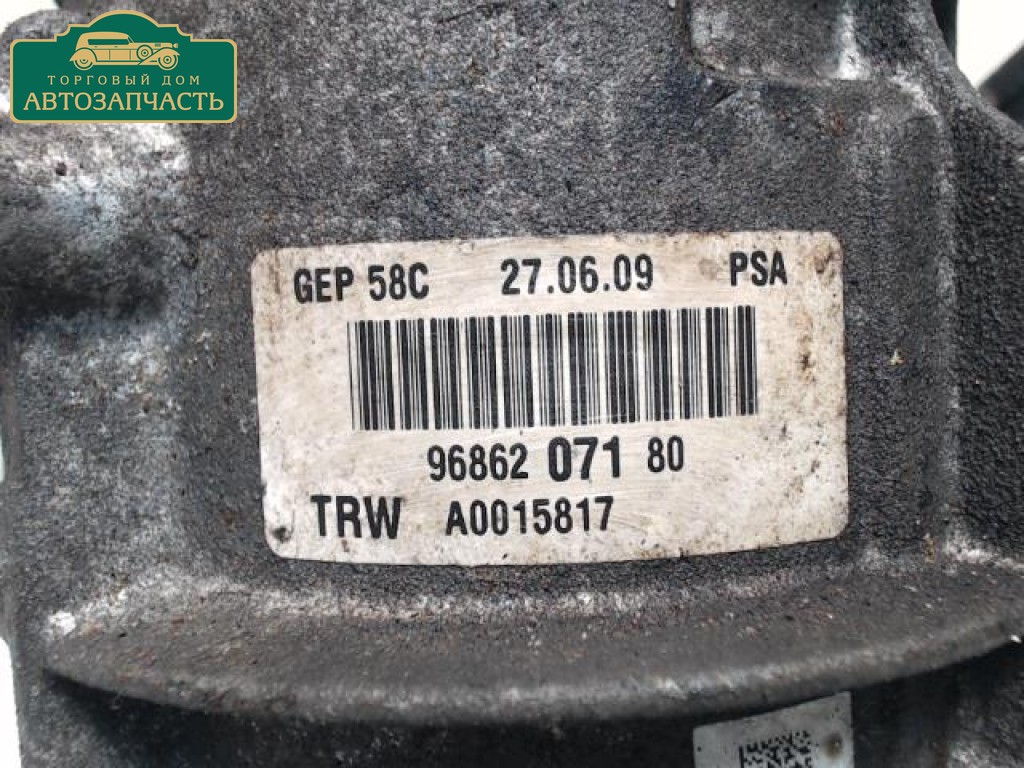 ТОРГОВЫЙ ДОМ
АВТОЗАПЧАСТЬ
GEP 58C 27.06.09 PSA
96862 071 80
TRW A0015817